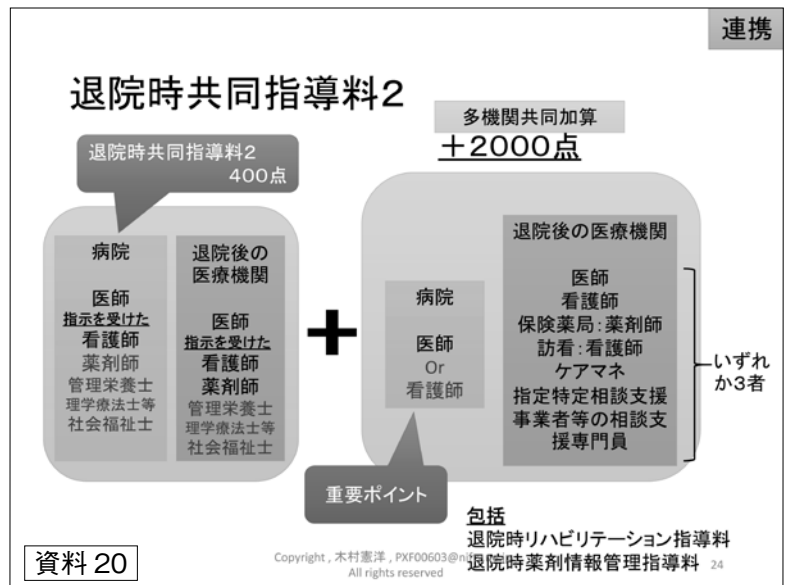 連携
退院時共同指導料2
多機関共同加算
＋2000点
退院時共同指導料2
400点
病院
医師
指示を受けた
看護師
薬剤師
管理栄養士
理学療法士等
社会福祉士
退院後の
医療機関
医師
指示を受けた
看護師
薬剤師
管理栄養士
理学療法士等
社会福祉士
+
病院
医師
Or
看護師
重要ポイント
退院後の医療機関
医師
看護師
保険薬局:薬剤師
訪看:看護師
ケアマネ
指定特定相談支援
事業者等の相談支
援専門員
いずれ
か3者
包括
退院時リハビリテーション指導料
退院時薬剤情報管理指導料
資料 20
Copyright , 木村憲洋 , PXF00603@ni
All rights reserved
24